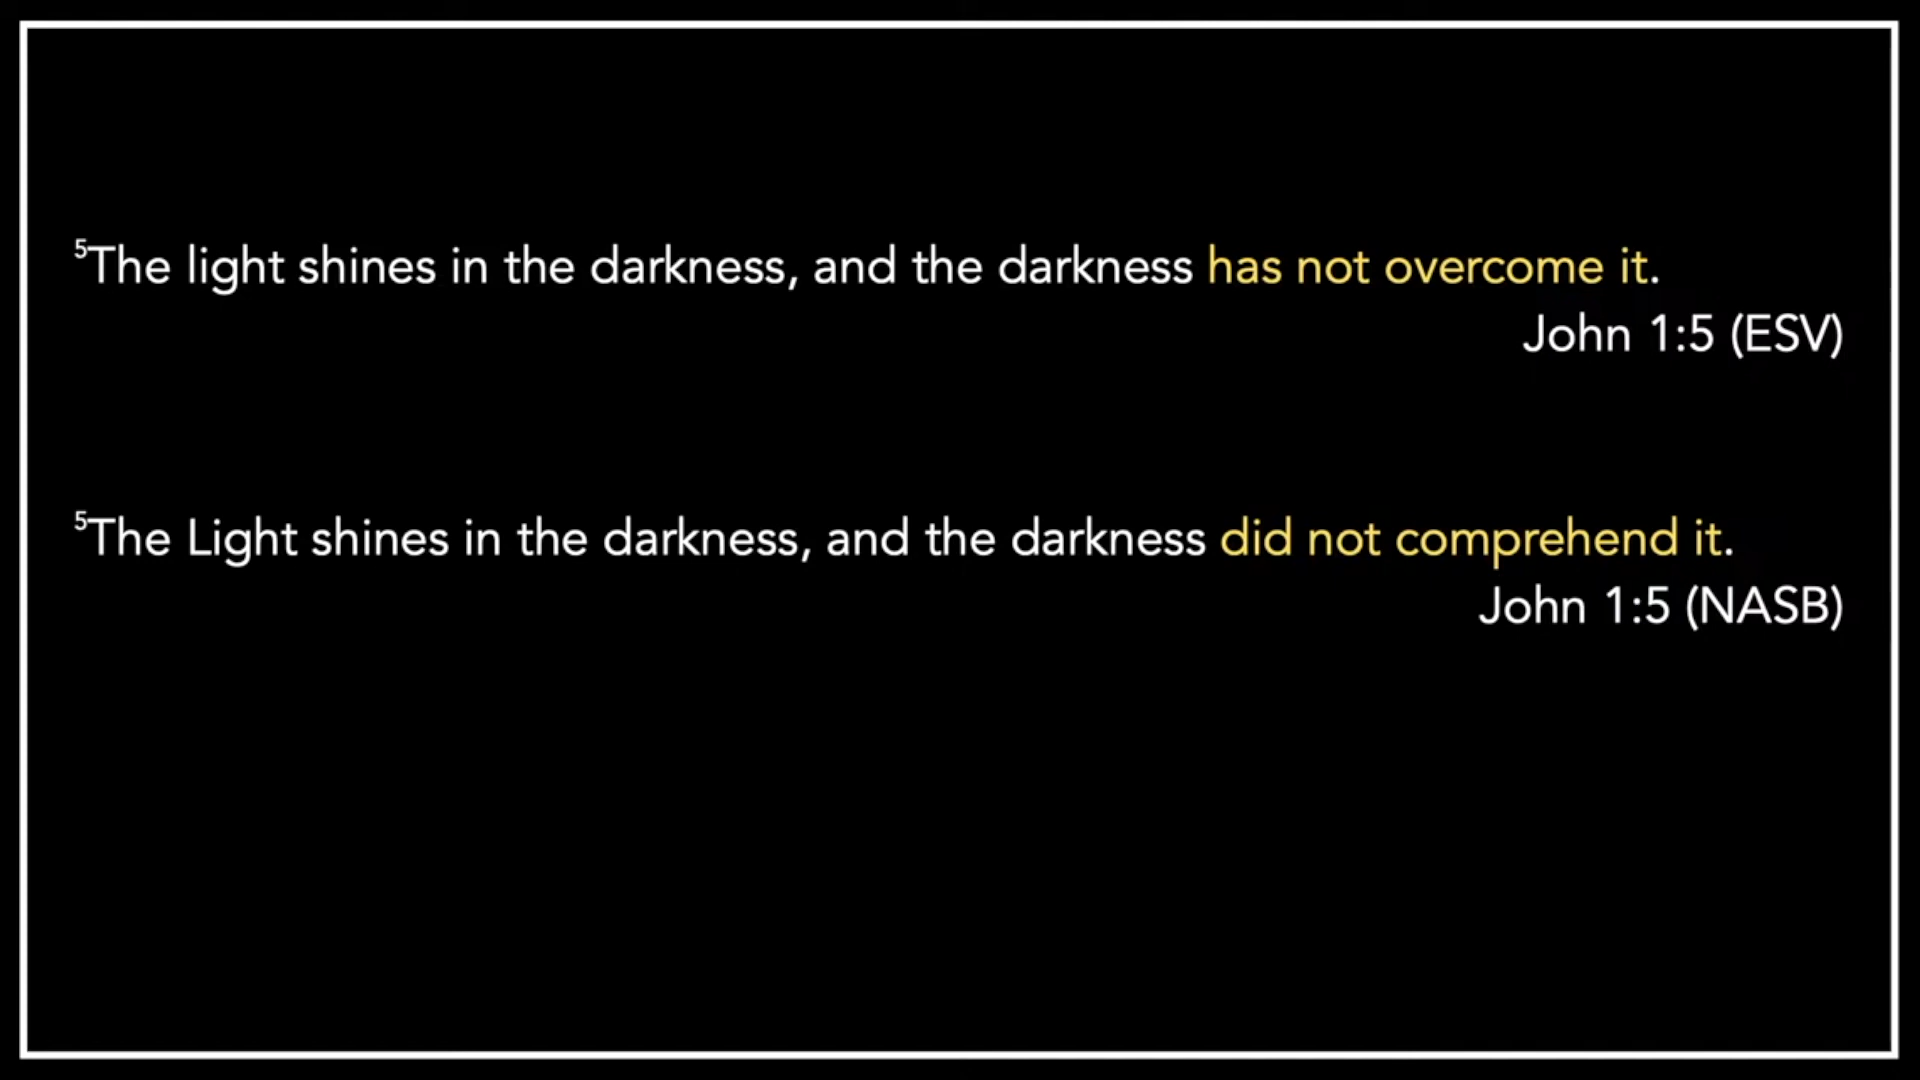 ⁵The light shines in the darkness, and the darkness has not overcome it.
John 1:5 (ESV)
⁵The Light shines in the darkness, and the darkness did not comprehend it.
John 1:5 (NASB)